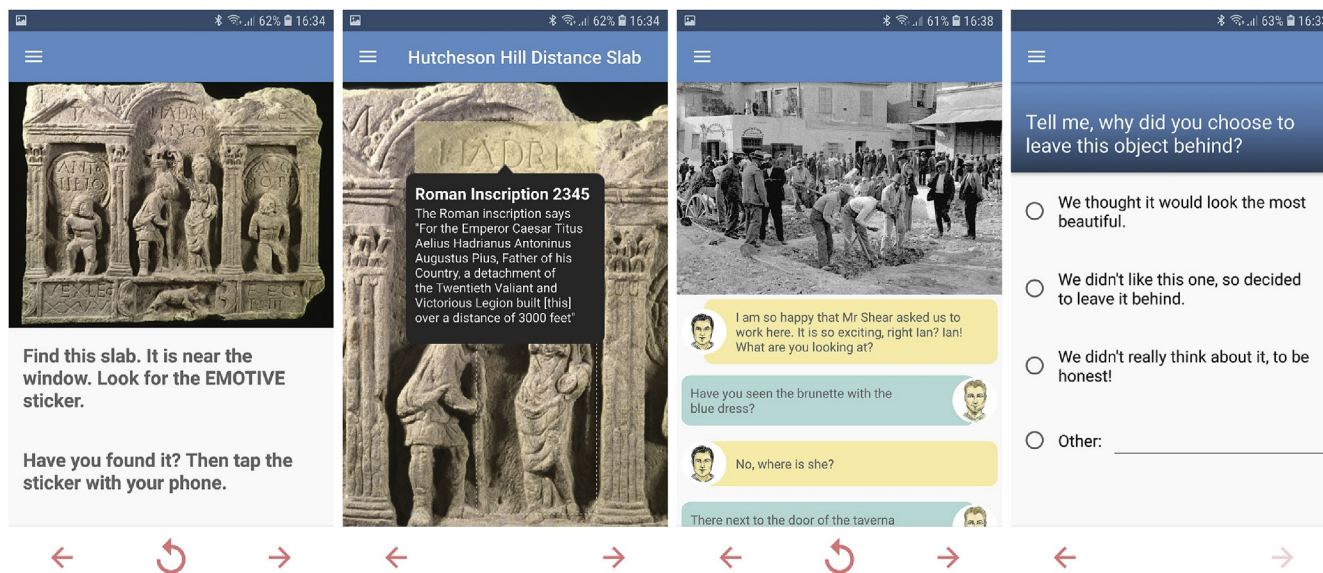 62% 16:34
Find this slab. It is near the
window. Look for the EMOTIVE
sticker.
Have you found it? Then tap the
sticker with your phone.
62% 16:34
Hutcheson Hill Distance Slab
HADRI
Roman Inscription 2345
The Roman inscription says
"For the Emperor Caesar Titus
Aelius Hadrianus Antoninus
Augustus Pius, Father of his
Country, a detachment of
the Twentieth Valiant and
Victorious Legion built [this]
over a distance of 3000 feet"
61% 16:38
I am so happy that Mr Shear asked us to
work here. It is so exciting, right Ian? Ian!
What are you looking at?
Have you seen the brunette with the
blue dress?
No, where is she?
There next to the door of the taverna
63%
Tell me, why did you choose to
leave this object behind?
We thought it would look the most
beautiful.
We didn't like this one, so decided
to leave it behind.
We didn't really think about it, to be
honest!
Other: